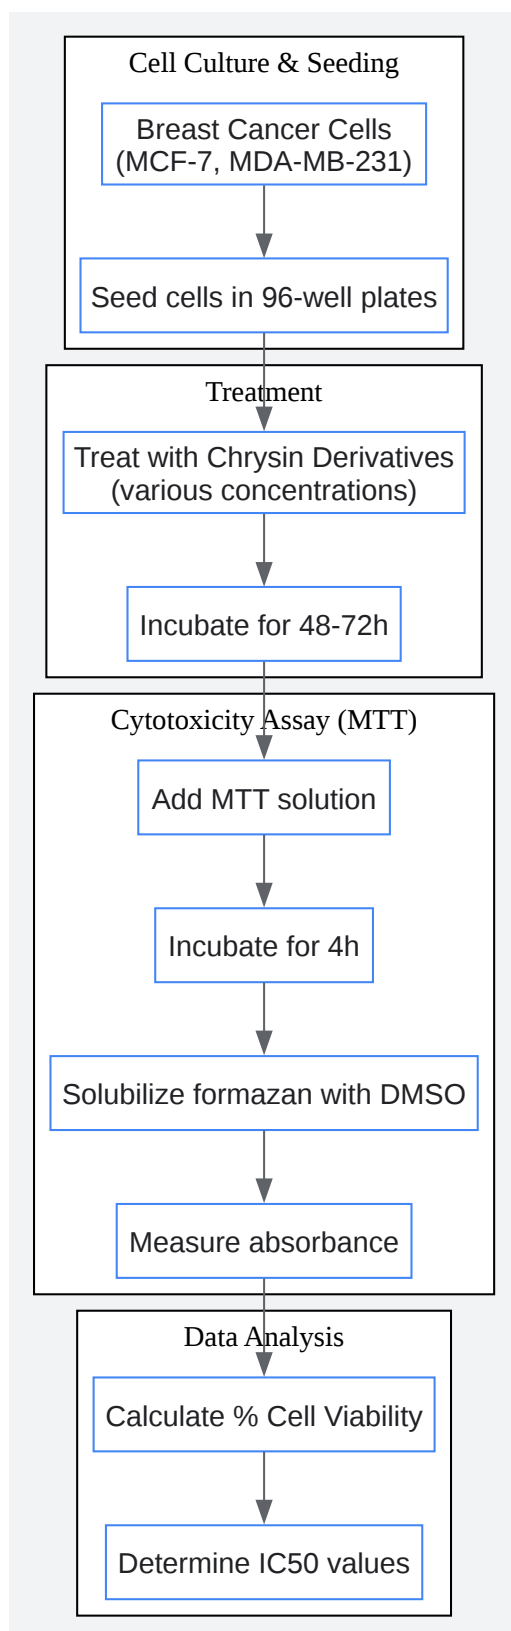 Cell Culture & Seeding
Breast Cancer Cells
(MCF-7, MDA-MB-231)
Seed cells in 96-well plates
Treatment
Treat with Chrysin Derivatives
(various concentrations)
Incubate for 48-72h
Cytotoxicity Assay (MTT)
Add MTT solution
Incubate for 4h
Solubilize formazan with DMSO
Measure absorbance
Data Analysis
Calculate % Cell Viability
Determine IC50 values